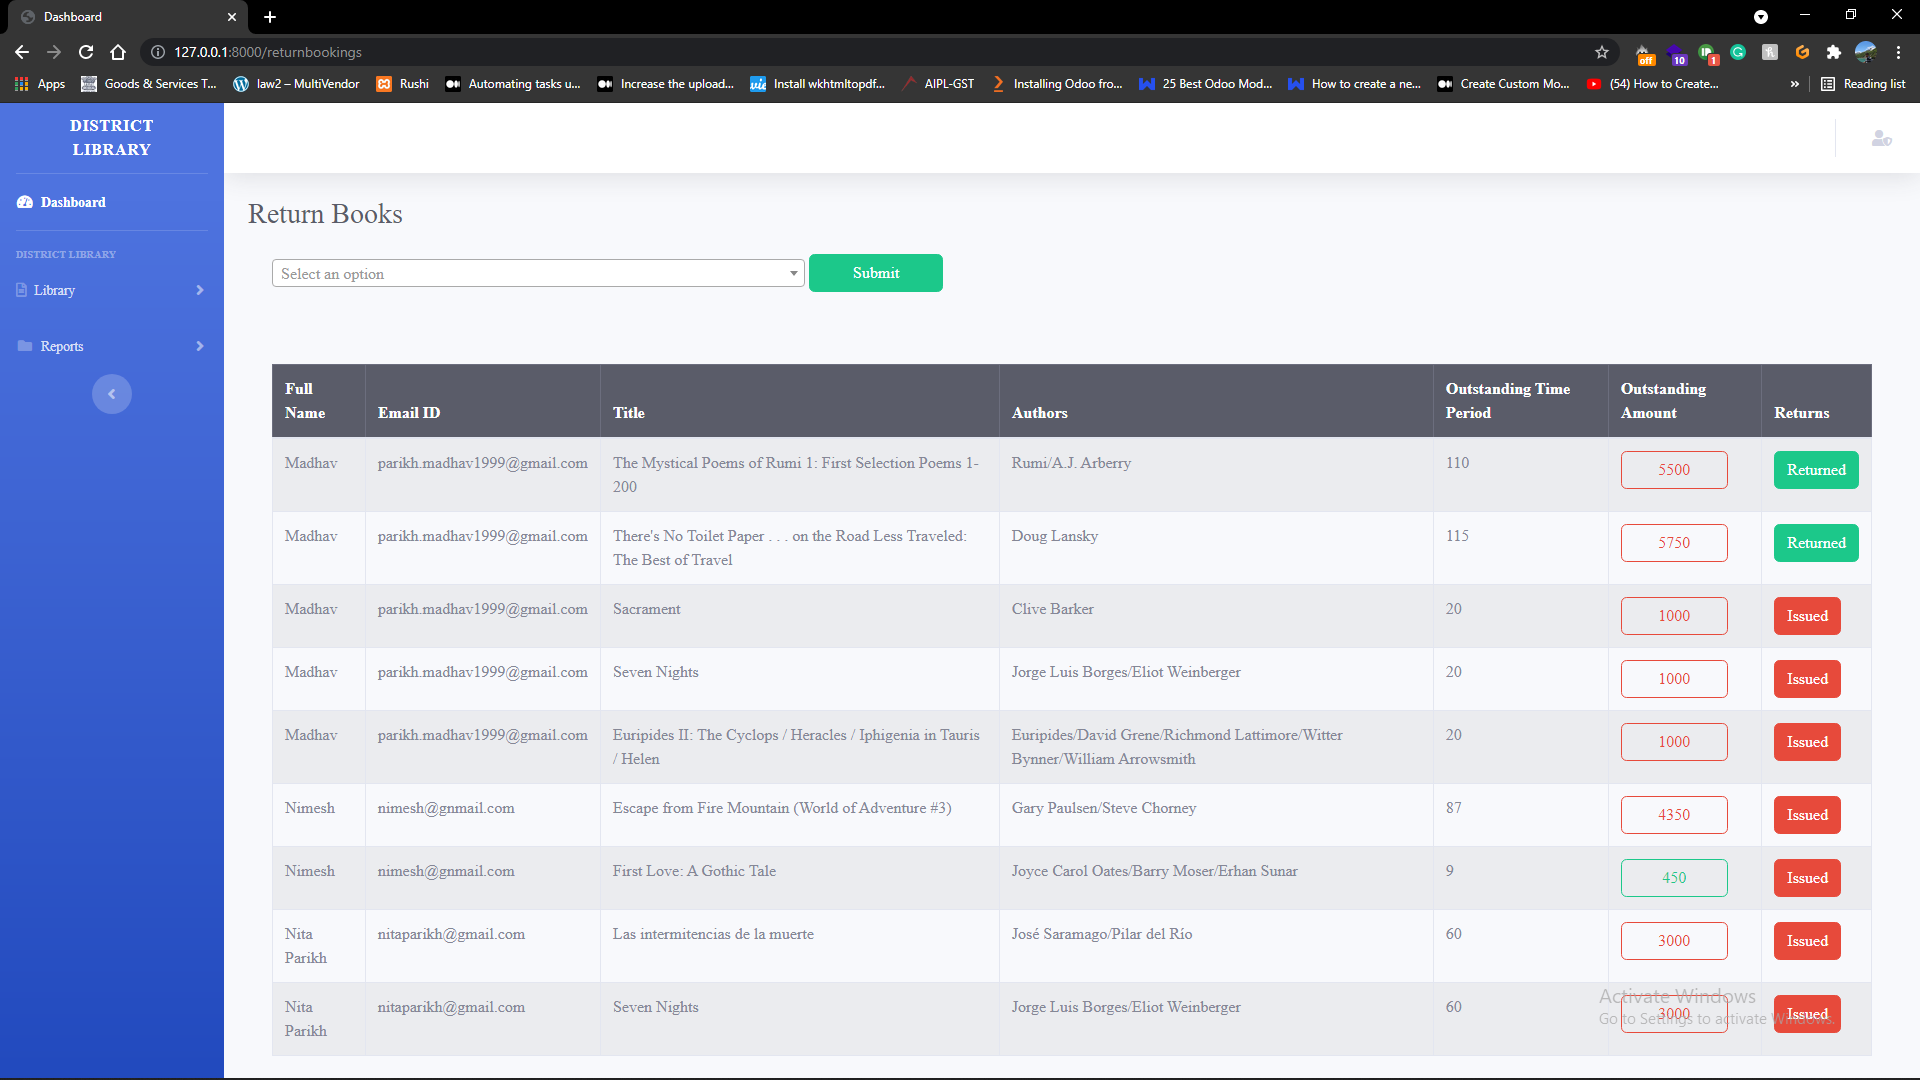 Dashboard
127.0.0.1:8000/returnbookings
off
10
1
Apps
Goods & Services T...
law2 – MultiVendor
Rushi
Automating tasks u...
Increase the upload...
Install wkhtmltopdf...
AIPL-GST
Installing Odoo fro...
25 Best Odoo Mod...
How to create a ne...
Create Custom Mo...
(54) How to Create...
»
Reading list
DISTRICT
LIBRARY
Dashboard
DISTRICT LIBRARY
Library
Reports
Return Books
Select an option
Submit
Full
Name
Email ID
Title
Authors
Outstanding Time
Period
Outstanding
Amount
Returns
Madhav
parikh.madhav1999@gmail.com
The Mystical Poems of Rumi 1: First Selection Poems 1-
200
Rumi/A.J. Arberry
110
5500
Returned
Madhav
parikh.madhav1999@gmail.com
There's No Toilet Paper . . . on the Road Less Traveled:
The Best of Travel
Doug Lansky
115
5750
Returned
Madhav
parikh.madhav1999@gmail.com
Sacrament
Clive Barker
20
1000
Issued
Madhav
parikh.madhav1999@gmail.com
Seven Nights
Jorge Luis Borges/Eliot Weinberger
20
1000
Issued
Madhav
parikh.madhav1999@gmail.com
Euripides II: The Cyclops / Heracles / Iphigenia in Tauris
/ Helen
Euripides/David Grene/Richmond Lattimore/Witter
Bynner/William Arrowsmith
20
1000
Issued
Nimesh
nimesh@gnmail.com
Escape from Fire Mountain (World of Adventure #3)
Gary Paulsen/Steve Chorney
87
4350
Issued
Nimesh
nimesh@gnmail.com
First Love: A Gothic Tale
Joyce Carol Oates/Barry Moser/Erhan Sunar
9
450
Issued
Nita
Parikh
nitaparikh@gmail.com
Las intermitencias de la muerte
José Saramago/Pilar del Río
60
3000
Issued
Nita
Parikh
nitaparikh@gmail.com
Seven Nights
Jorge Luis Borges/Eliot Weinberger
60
3000
Issued
Activate Windows
Go to Settings to activate Windows.